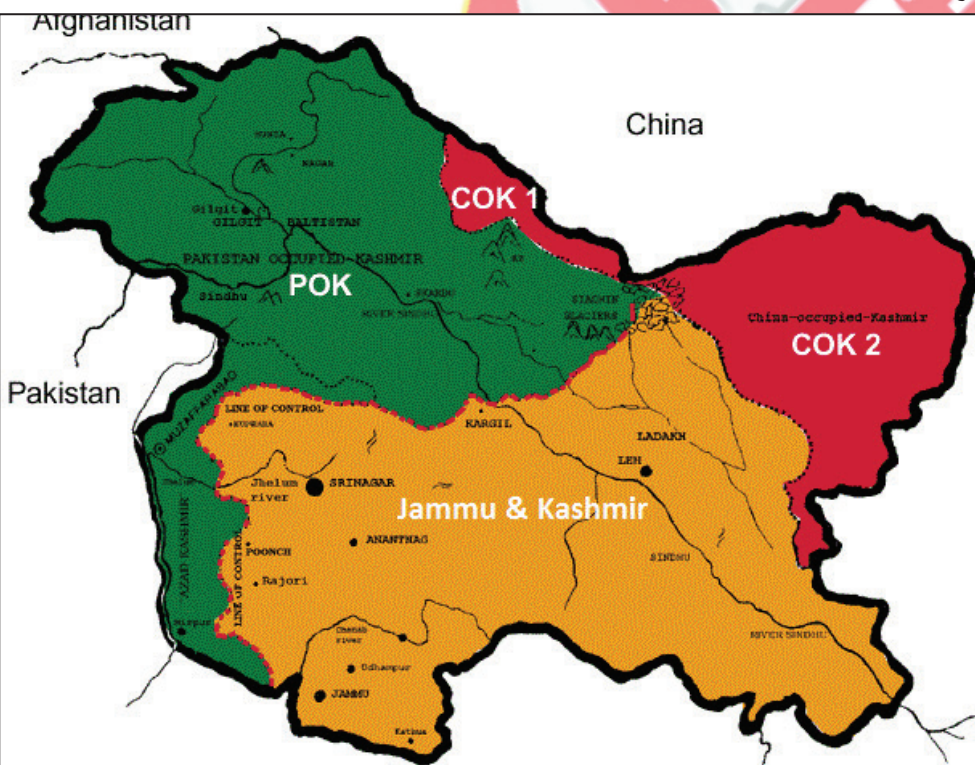 Afghanistan
China
HUNZA
NAGAR
COK 1
Gilgit
GILGIT BALTISTAN
K2
PAKISTAN OCCUPIED-KASHMIR
POK
Sindhu
SKARDU
RIVER SINDHU
SIACHIN
GLACIERS
China-occupied-Kashmir
COK 2
Pakistan
MUZAFFARABAD
LINE OF CONTROL
KUPWARA
KARGIL
LADAKH
LEH
Jhelum
Jhelum
river
SRINAGAR
Jammu & Kashmir
AZAD KASHMIR
LINE OF CONTROL
POONCH
ANANTNAG
SINDHU
Rajori
Mirpur
Chenab
river
RIVER SINDHU
Udhampur
JAMMU
Kathua